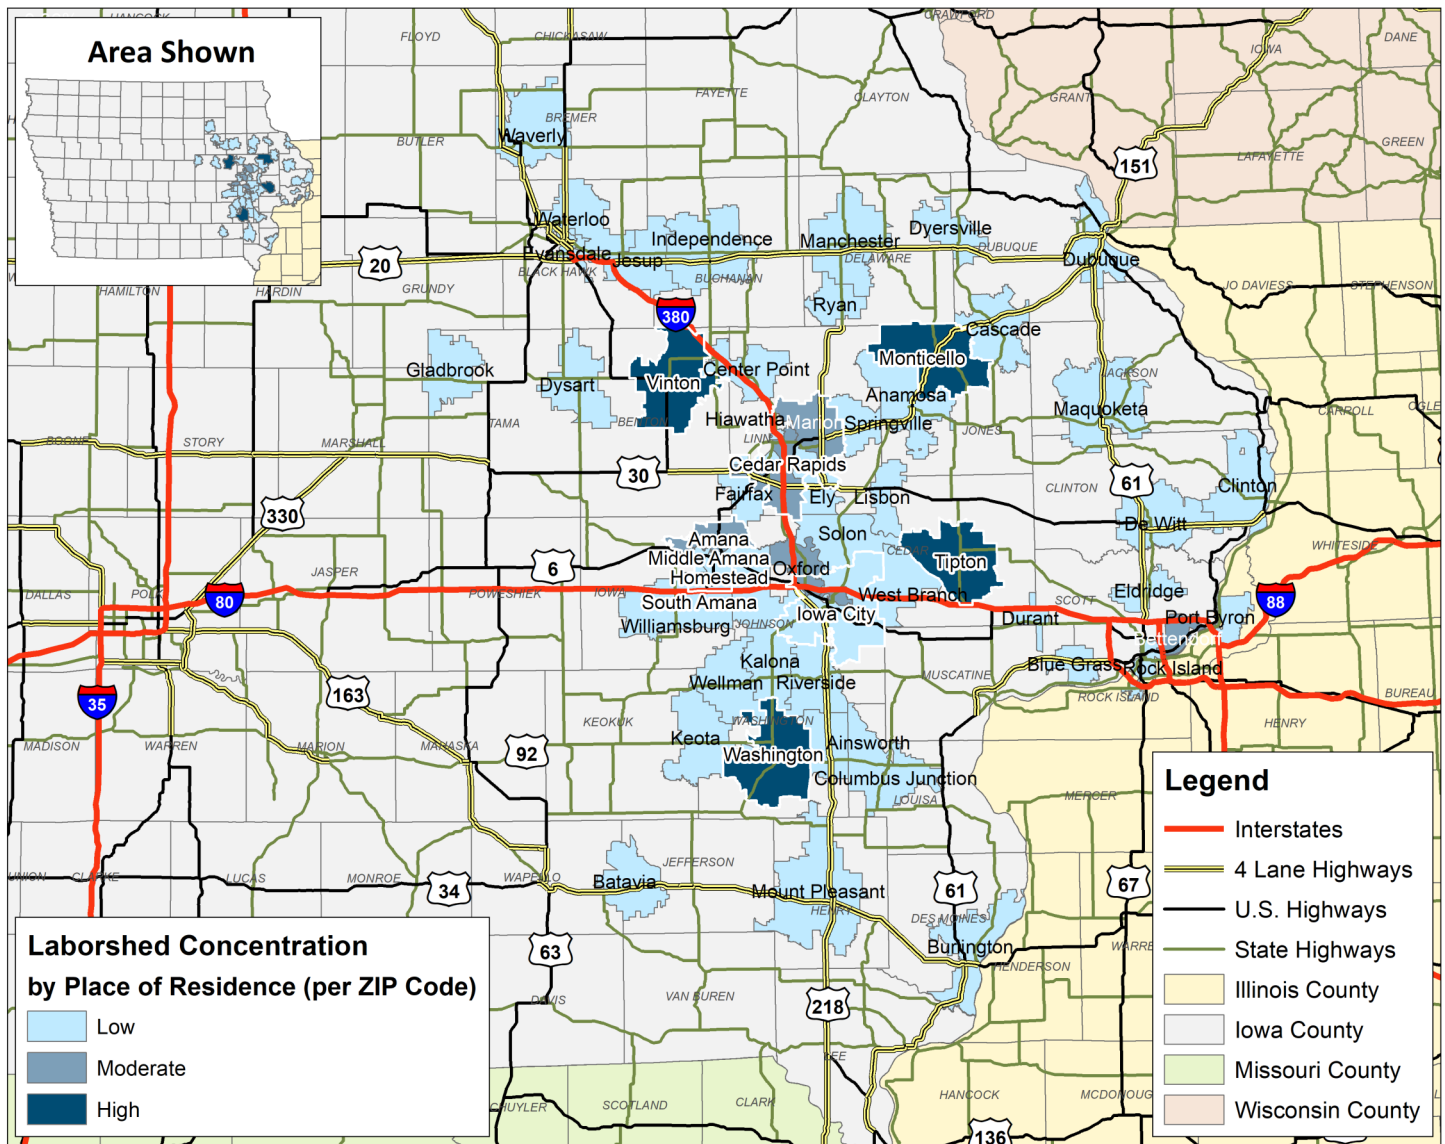 Area Shown
HANCOCK
FLOYD
CHICKASAW
CRAWFORD
IOWA
DANE
FAYETTE
CLAYTON
GRANT
BREMER
Waverly
BUTLER
GREEN
LAFAYETTE
151
Waterloo
Independence
Manchester
Dyersville
DUBUQUE
Evansdale
Jesup
20
BLACK HAWK
BUCHANAN
DELAWARE
Dubuque
HAMILTON
HARDIN
GRUNDY
JO DAVIESS
STEPHENSON
Ryan
380
Cascade
Monticello
Gladbrook
Dysart
Vinton
Center Point
JACKSON
Anamosa
Maquoketa
CARROLL
OGLE
TAMA
BENTON
Hiawatha
Marion
Springville
LINN
JONES
BOONE
STORY
MARSHALL
Cedar Rapids
30
61
CLINTON
Clinton
Fairfax
Ely
Lisbon
330
De Witt
Solon
Amana
CEDAR
WHITESIDE
Middle Amana
Tipton
6
Oxford
JASPER
Homestead
DALLAS
POLK
80
POWESHIEK
IOWA
West Branch
Eldridge
88
South Amana
SCOTT
Williamsburg
JOHNSON
Iowa City
Durant
Port Byron
Bettendorf
Kalona
Blue Grass
Rock Island
35
163
Wellman
Riverside
MUSCATINE
ROCK ISLAND
BUREAU
KEOKUK
WASHINGTON
HENRY
MADISON
WARREN
MARION
MAHASKA
92
Keota
Washington
Ainsworth
Columbus Junction
LOUISA
MERCER
JEFFERSON
UNION
CLARKE
LUCAS
MONROE
34
WAPELLO
Batavia
Mount Pleasant
61
67
HENRY
DES MOINES
Burlington
63
HENDERSON
WARRE
DAVIS
VAN BUREN
218
LEE
SCHUYLER
SCOTLAND
CLARK
HANCOCK
MCDONOUG
136
Laborshed Concentration
by Place of Residence (per ZIP Code)
Low
Moderate
High
Legend
Interstates
4 Lane Highways
U.S. Highways
State Highways
Illinois County
Iowa County
Missouri County
Wisconsin County